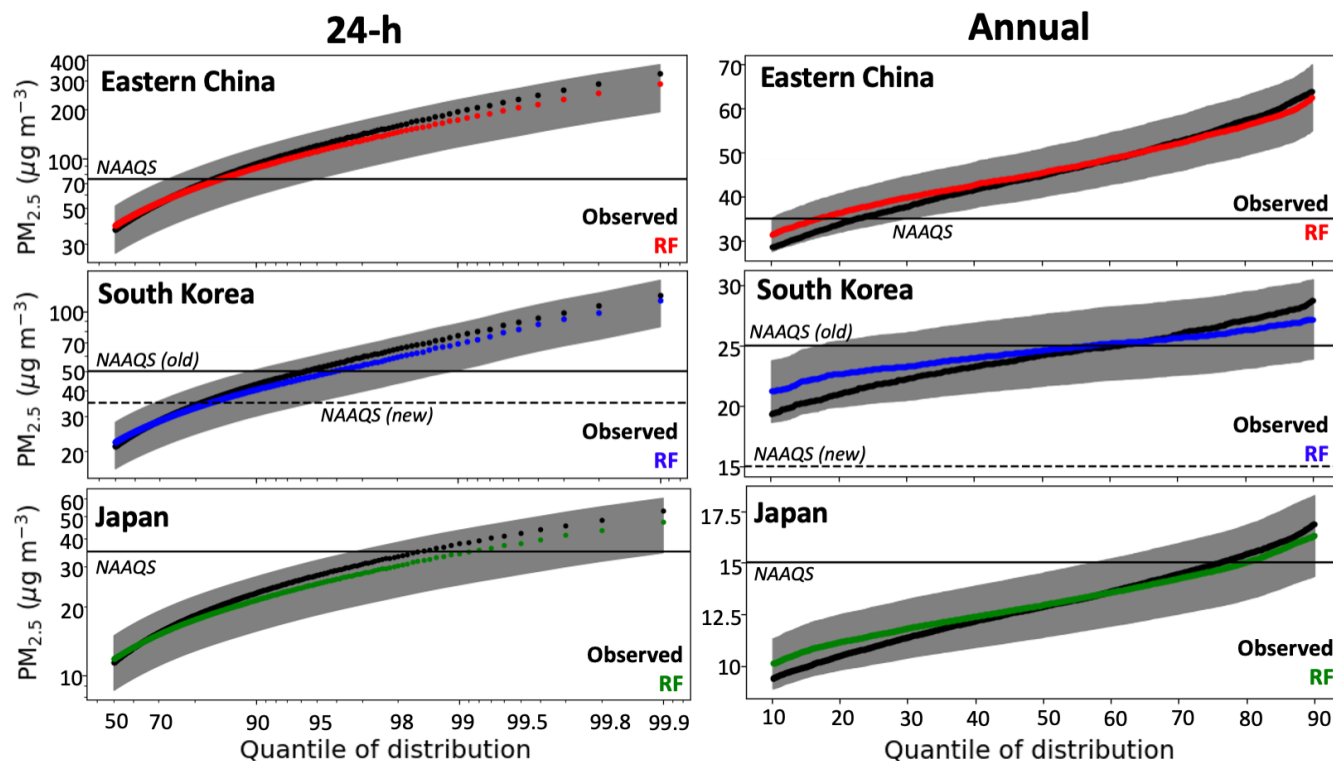 24-h
Annual
Eastern China
NAAQS
Observed
RF
PM2.5 (μg m−3)
400
300
200
100
70
50
30
Eastern China
NAAQS
Observed
RF
70
60
50
40
30
South Korea
NAAQS (old)
NAAQS (new)
Observed
RF
PM2.5 (μg m−3)
100
70
50
40
30
20
South Korea
NAAQS (old)
NAAQS (new)
Observed
RF
30
25
20
15
Japan
NAAQS
Observed
RF
PM2.5 (μg m−3)
60
50
40
30
20
10
50 70 90 95 98 99 99.5 99.8 99.9
Quantile of distribution
Japan
NAAQS
Observed
RF
17.5
15
12.5
10
10 20 30 40 50 60 70 80 90
Quantile of distribution